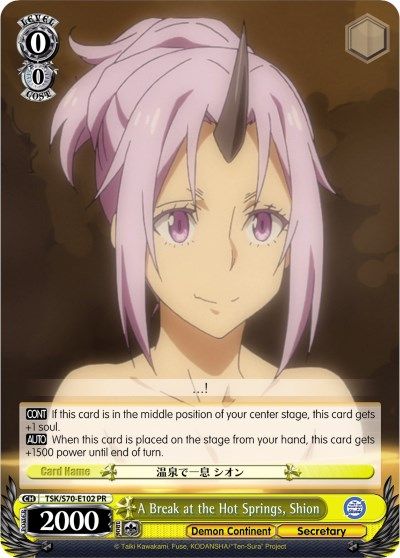 LEVEL
0
0
COST
...!
CONT If this card is in the middle position of your center stage, this card gets
+1 soul.
AUTO When this card is placed on the stage from your hand, this card gets
+1500 power until end of turn.
Card Name
温泉で一息 シオン
CH TSK/S70-E102 PR
A Break at the Hot Springs, Shion
POWER
2000
SOUL
Demon Continent
Secretary
© Taiki Kawakami, Fuse, KODANSHA/"Ten-Sura" Project